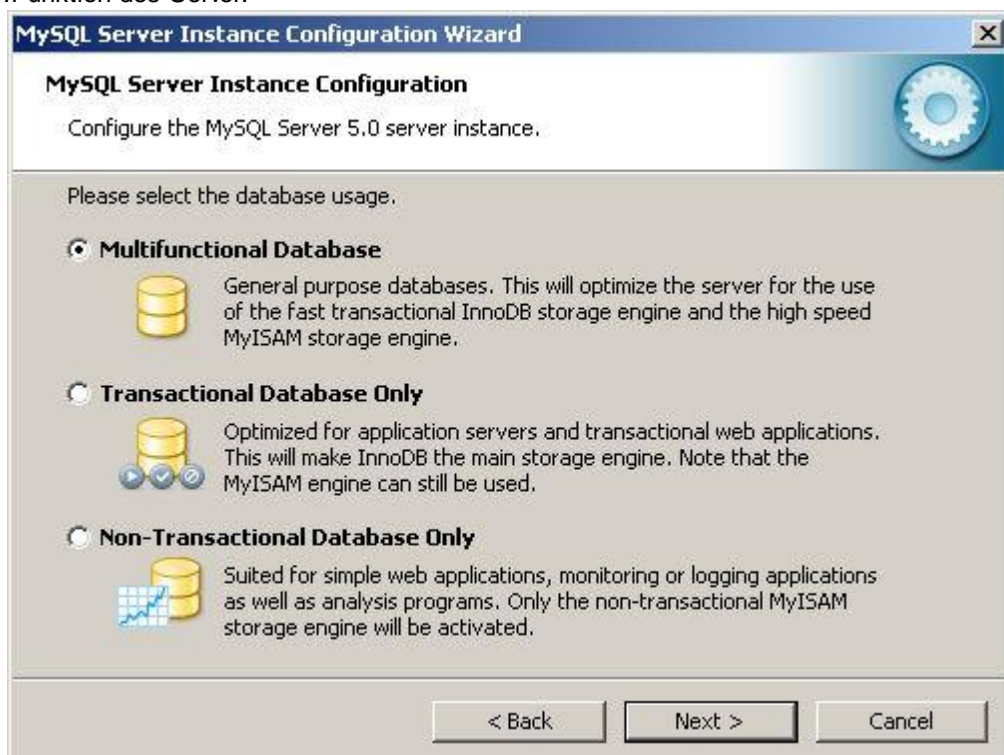 Funktion des Server.
MySQL Server Instance Configuration Wizard
MySQL Server Instance Configuration
Configure the MySQL Server 5.0 server instance.
Please select the database usage.
Multifunctional Database
General purpose databases. This will optimize the server for the use
of the fast transactional InnoDB storage engine and the high speed
MyISAM storage engine.
Transactional Database Only
Optimized for application servers and transactional web applications.
This will make InnoDB the main storage engine. Note that the
MyISAM engine can still be used.
Non-Transactional Database Only
Suited for simple web applications, monitoring or logging applications
as well as analysis programs. Only the non-transactional MyISAM
storage engine will be activated.
< Back
Next >
Cancel